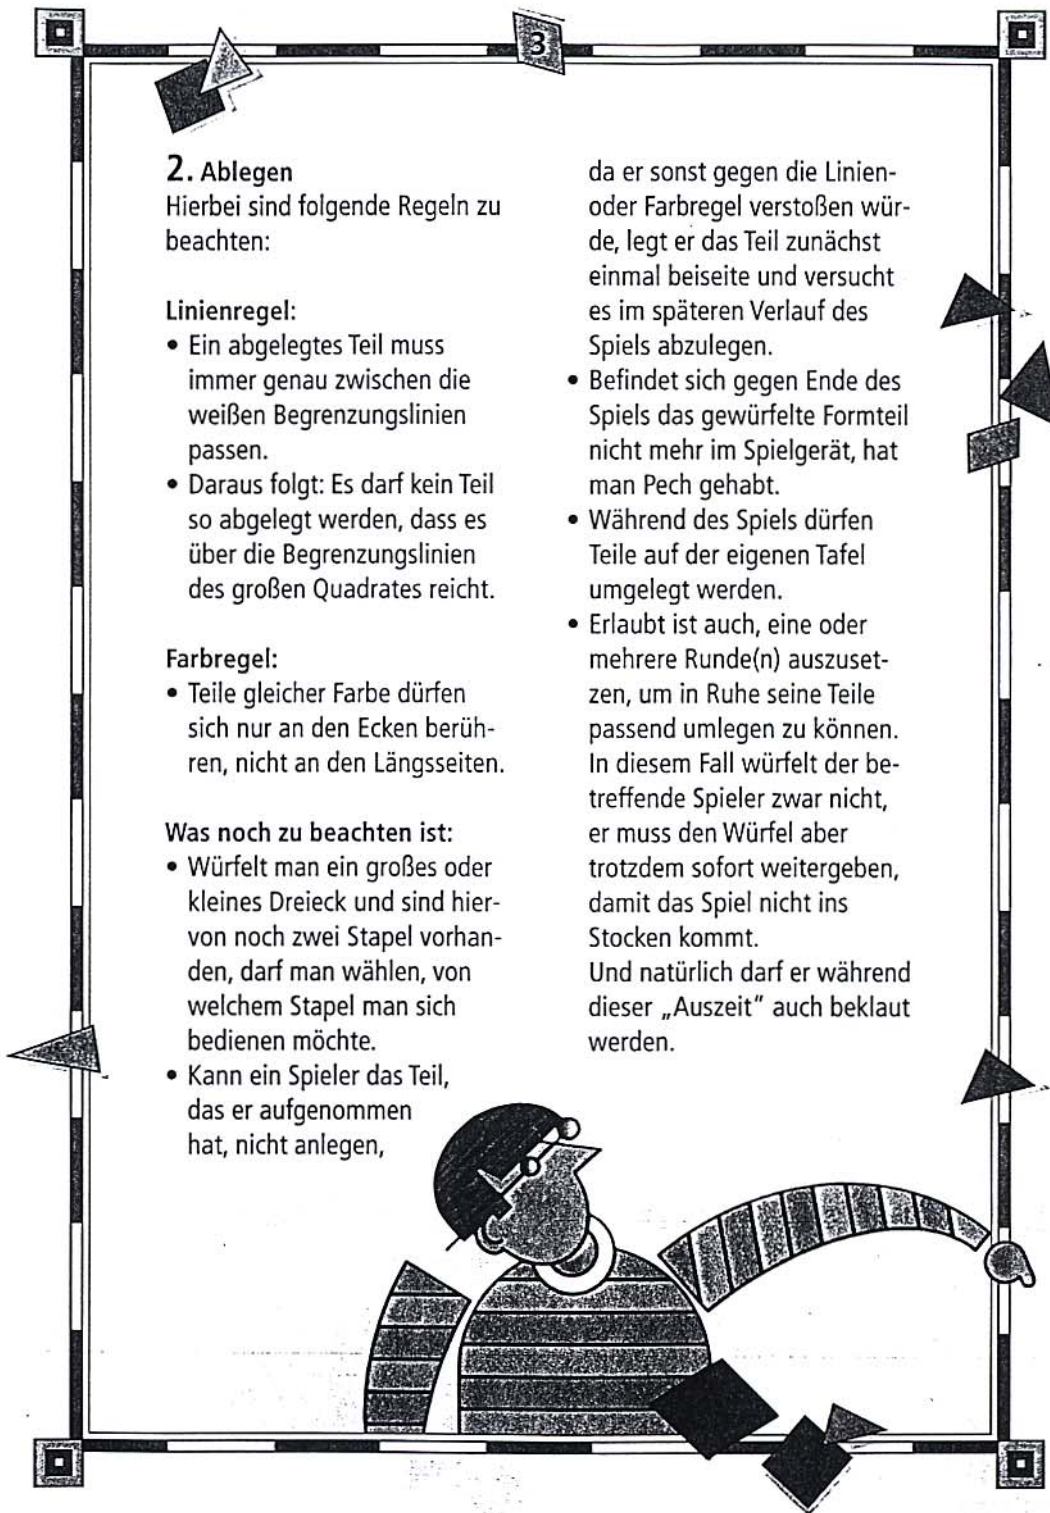 3
2. Ablegen
Hierbei sind folgende Regeln zu
beachten:
Linienregel:
• Ein abgelegtes Teil muss
immer genau zwischen die
weißen Begrenzungslinien
passen.
• Daraus folgt: Es darf kein Teil
so abgelegt werden, dass es
über die Begrenzungslinien
des großen Quadrates reicht.
Farbregel:
• Teile gleicher Farbe dürfen
sich nur an den Ecken berüh-
ren, nicht an den Längsseiten.
Was noch zu beachten ist:
• Würfelt man ein großes oder
kleines Dreieck und sind hier-
von noch zwei Stapel vorhan-
den, darf man wählen, von
welchem Stapel man sich
bedienen möchte.
• Kann ein Spieler das Teil,
das er aufgenommen
hat, nicht anlegen,
da er sonst gegen die Linien-
oder Farbregel verstoßen wür-
de, legt er das Teil zunächst
einmal beiseite und versucht
es im späteren Verlauf des
Spiels abzulegen.
• Befindet sich gegen Ende des
Spiels das gewürfelte Formteil
nicht mehr im Spielgerät, hat
man Pech gehabt.
• Während des Spiels dürfen
Teile auf der eigenen Tafel
umgelegt werden.
• Erlaubt ist auch, eine oder
mehrere Runde(n) auszuset-
zen, um in Ruhe seine Teile
passend umlegen zu können.
In diesem Fall würfelt der be-
treffende Spieler zwar nicht,
er muss den Würfel aber
trotzdem sofort weitergeben,
damit das Spiel nicht ins
Stocken kommt.
Und natürlich darf er während
dieser „Auszeit" auch beklaut
werden.